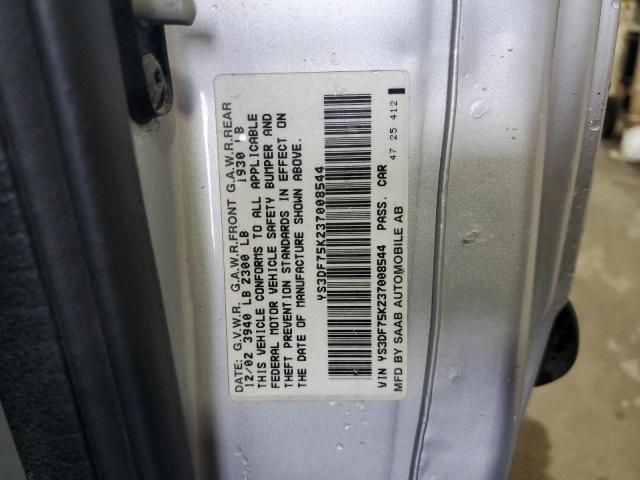 DATE: G.V.W.R. G.A.W.R.FRONT G.A.W.R.REAR
12/02 3940 LB 2300 LB 1930 LB
THIS VEHICLE CONFORMS TO ALL APPLICABLE
FEDERAL MOTOR VEHICLE SAFETY BUMPER AND
THEFT PREVENTION STANDARDS IN EFFECT ON
THE DATE OF MANUFACTURE SHOWN ABOVE.
YS3DF75K237008544
VIN YS3DF75K237008544 PASS. CAR
MFD BY SAAB AUTOMOBILE AB 47 25 412